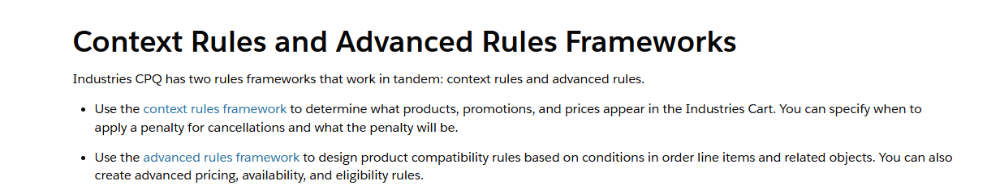 Context Rules and Advanced Rules Frameworks
Industries CPQ has two rules frameworks that work in tandem: context rules and advanced rules.
• Use the context rules framework to determine what products, promotions, and prices appear in the Industries Cart. You can specify when to
apply a penalty for cancellations and what the penalty will be.
• Use the advanced rules framework to design product compatibility rules based on conditions in order line items and related objects. You can also
create advanced pricing, availability, and eligibility rules.